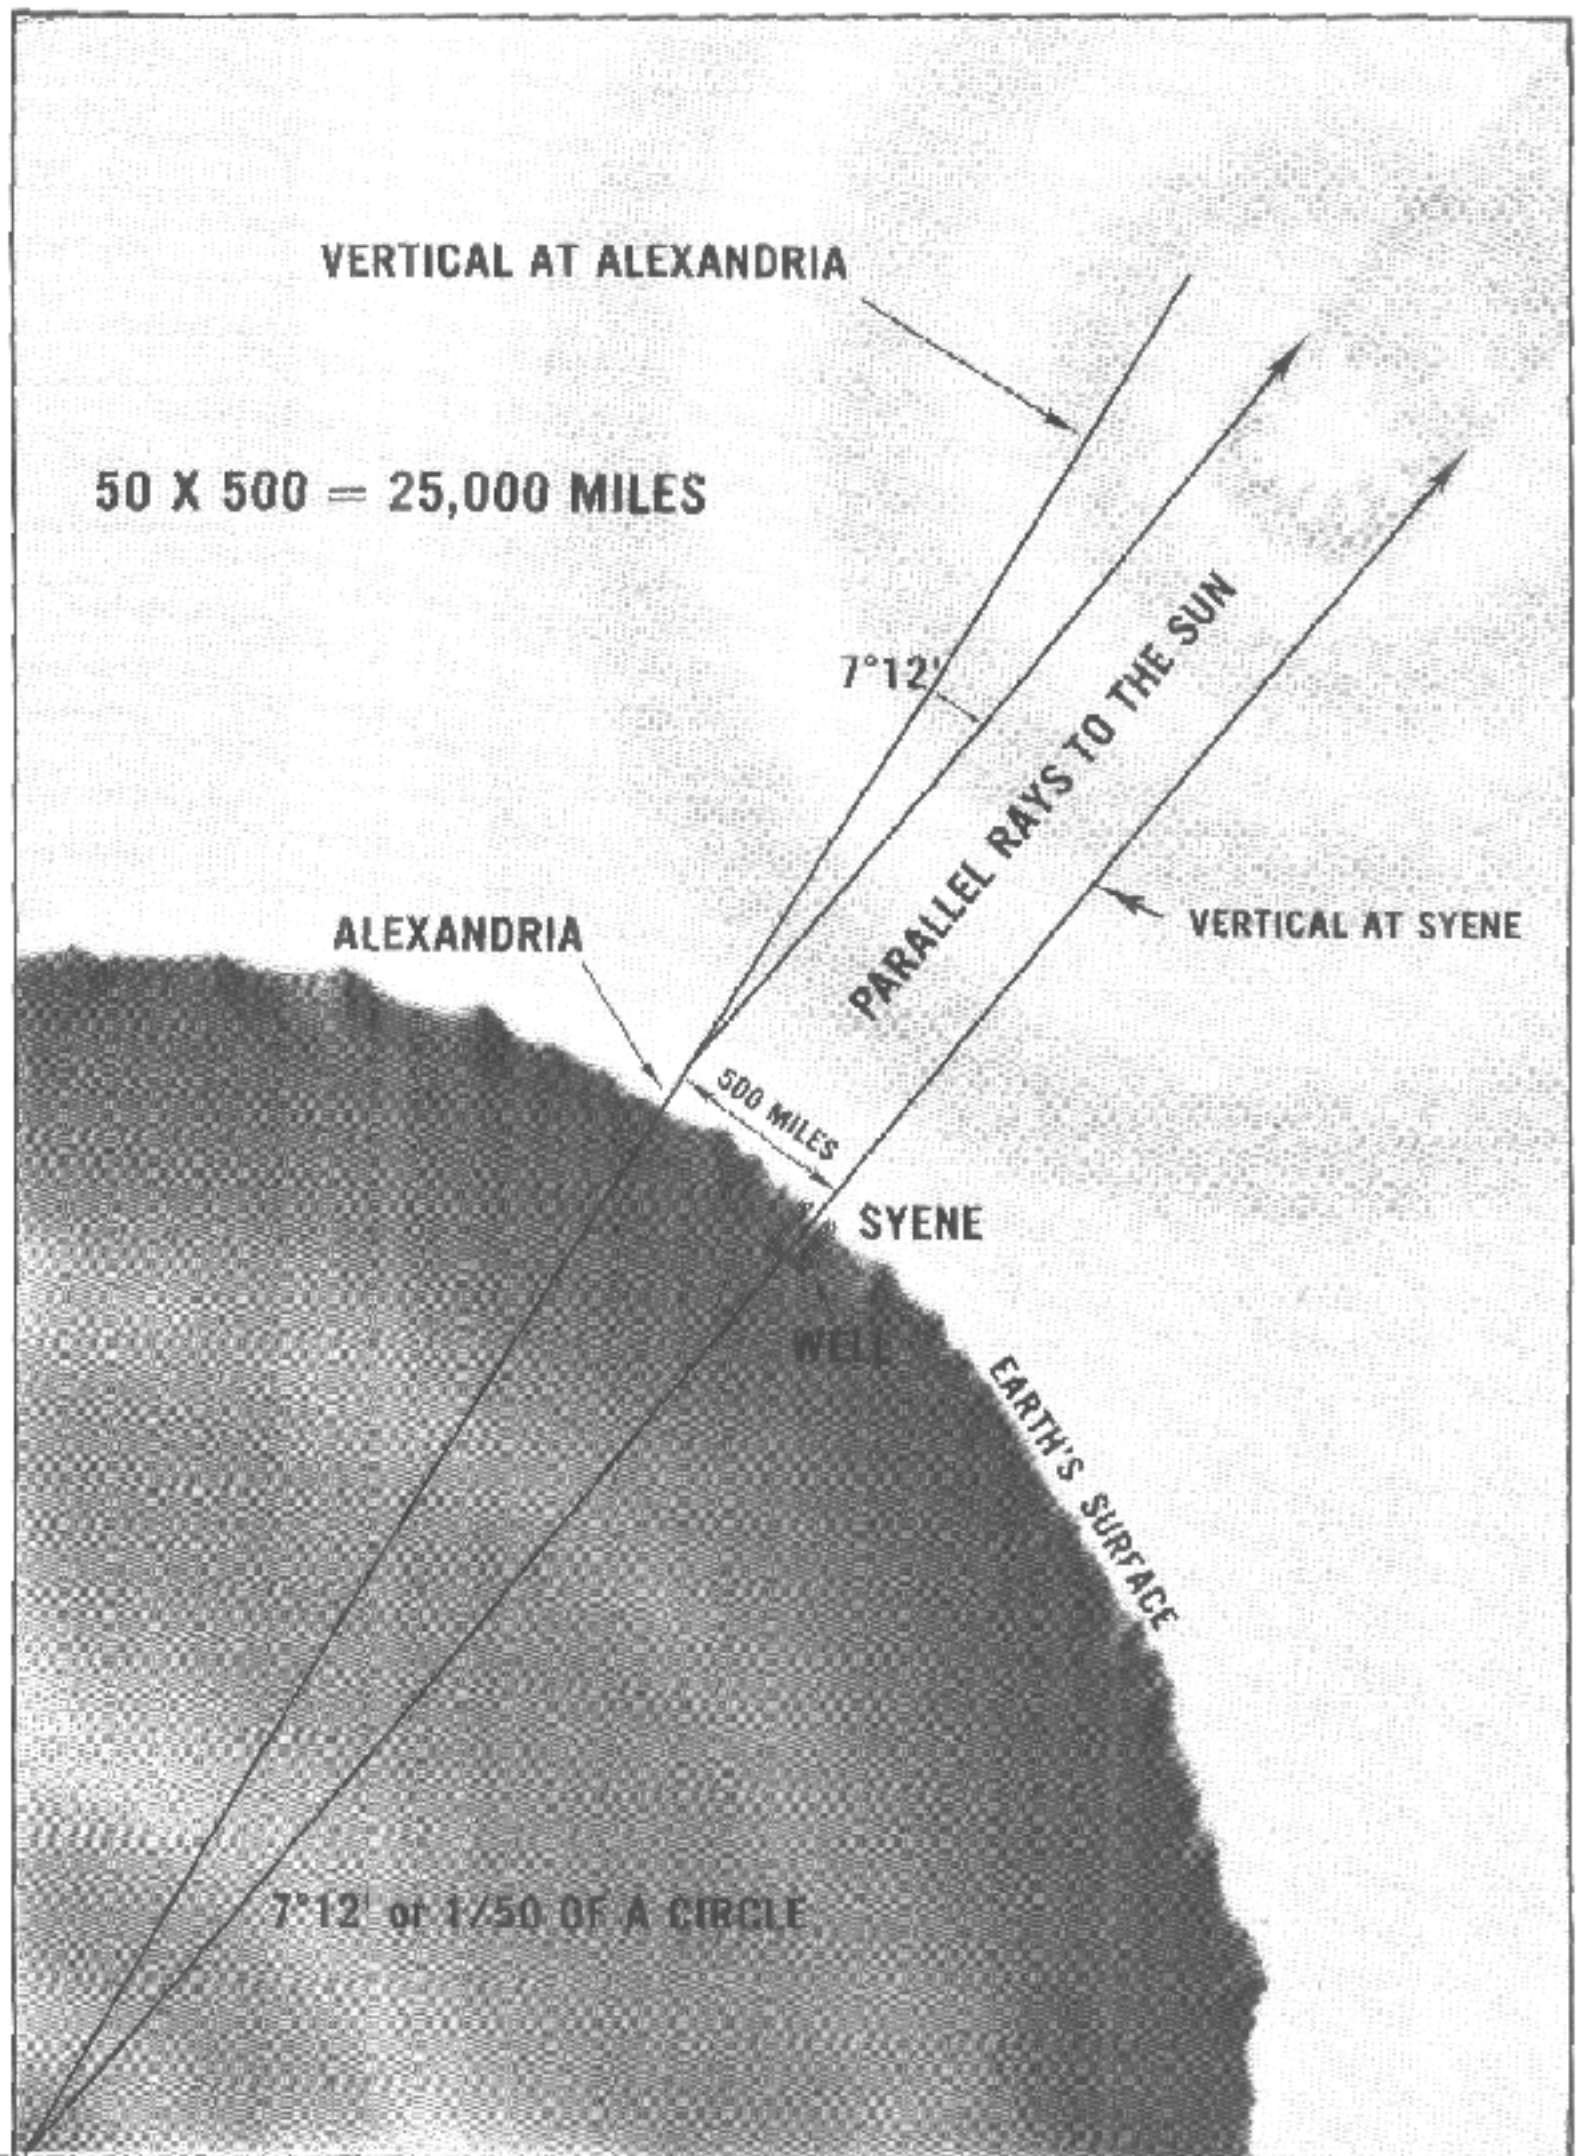 VERTICAL AT ALEXANDRIA
50 X 500 = 25,000 MILES
7°12'
PARALLEL RAYS TO THE SUN
ALEXANDRIA
VERTICAL AT SYENE
500 MILES
SYENE
WELL
EARTH'S SURFACE
7°12' or 1/50 OF A CIRCLE